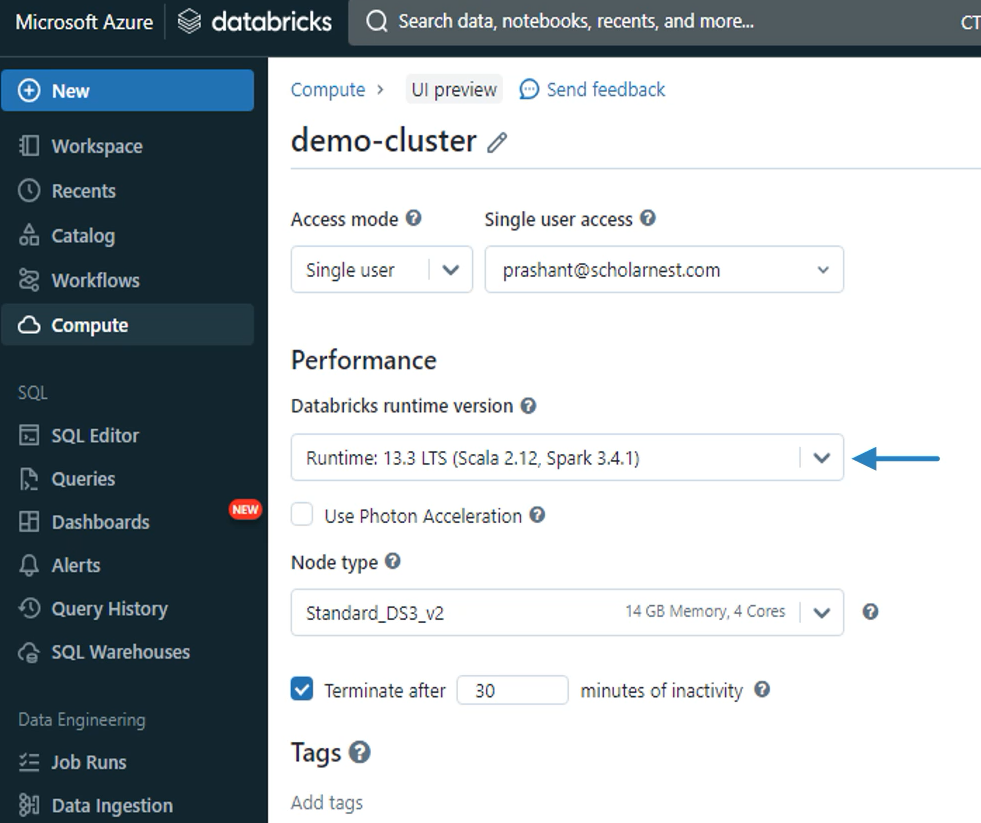 Microsoft Azure databricks Search data, notebooks, recents, and more... CT
New
Workspace
Recents
Catalog
Workflows
Compute
SQL
SQL Editor
Queries
Dashboards NEW
Alerts
Query History
SQL Warehouses
Data Engineering
Job Runs
Data Ingestion
Compute > UI preview Send feedback
demo-cluster
Access mode ? Single user access ?
Single user prashant@scholarnest.com
Performance
Databricks runtime version ?
Runtime: 13.3 LTS (Scala 2.12, Spark 3.4.1)
Use Photon Acceleration ?
Node type ?
Standard_DS3_v2 14 GB Memory, 4 Cores ?
Terminate after 30 minutes of inactivity ?
Tags ?
Add tags